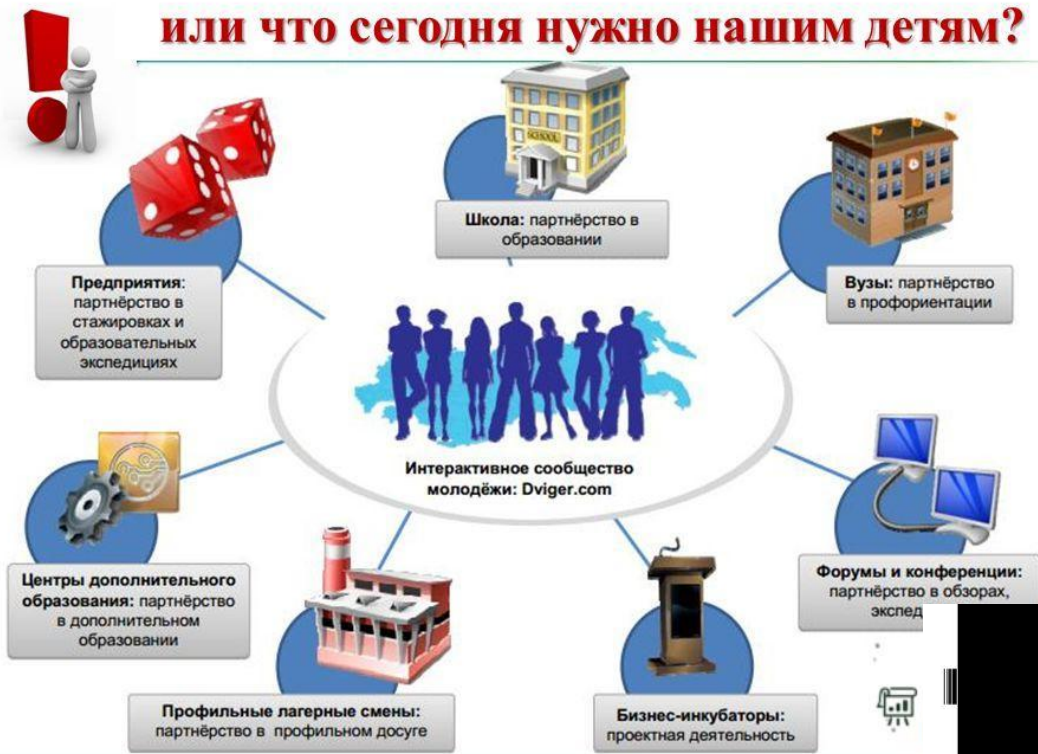 или что сегодня нужно нашим детям?
SCHOOL
Школа: партнёрство в
образовании
Предприятия:
партнёрство в
стажировках и
образовательных
экспедициях
Вузы: партнёрство
в профориентации
Интерактивное сообщество
молодёжи: Dviger.com
Центры дополнительного
образования: партнёрство
в дополнительном
образовании
Форумы и конференции:
партнёрство в обзорах,
Профильные лагерные смены:
партнёрство в профильном досуге
Бизнес-инкубаторы:
проектная деятельность